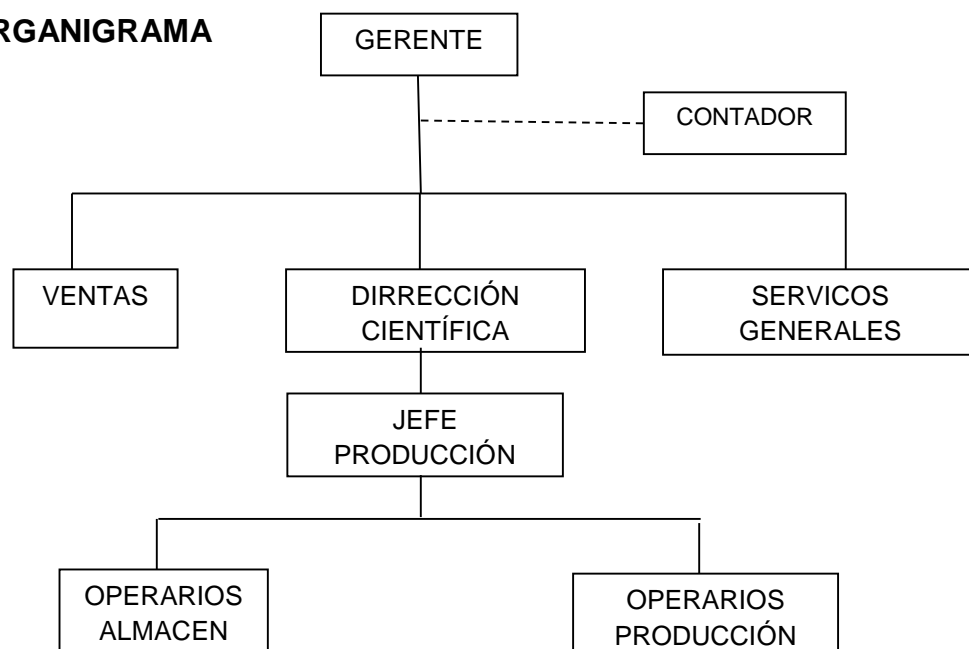 RGANIGRAMA
GERENTE
CONTADOR
VENTAS
DIRRECCIÓN
CIENTÍFICA
SERVICOS
GENERALES
JEFE
PRODUCCIÓN
OPERARIOS
ALMACEN
OPERARIOS
PRODUCCIÓN